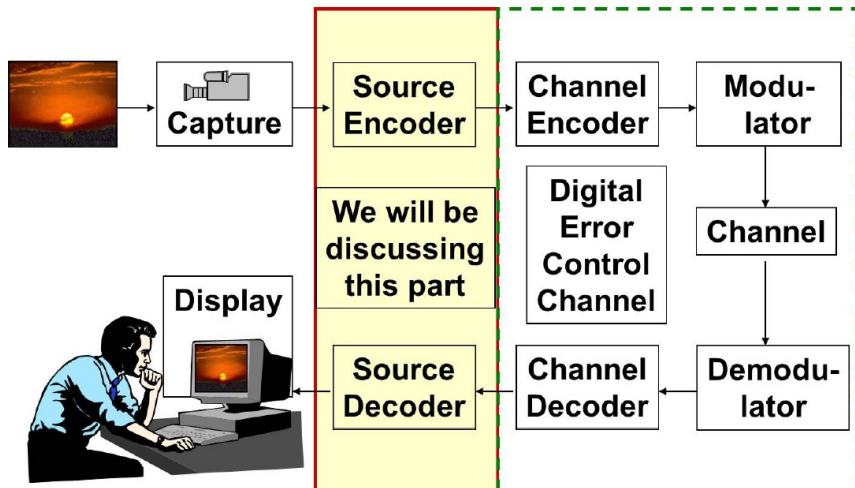 Capture
Source
Encoder
Channel
Encoder
Modu-
lator
We will be
discussing
this part
Digital
Error
Control
Channel
Channel
Display
Source
Decoder
Channel
Decoder
Demodu-
lator